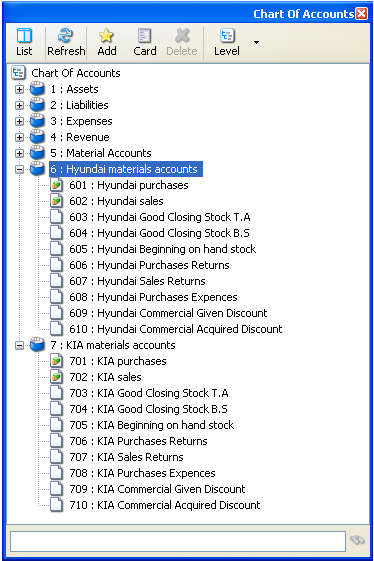 Chart Of Accounts
List Refresh Add Card Delete Level
Chart Of Accounts
1 : Assets
2 : Liabilities
3 : Expenses
4 : Revenue
5 : Material Accounts
6 : Hyundai materials accounts
601 : Hyundai purchases
602 : Hyundai sales
603 : Hyundai Good Closing Stock T.A
604 : Hyundai Good Closing Stock B.S
605 : Hyundai Beginning on hand stock
606 : Hyundai Purchases Returns
607 : Hyundai Sales Returns
608 : Hyundai Purchases Expences
609 : Hyundai Commercial Given Discount
610 : Hyundai Commercial Acquired Discount
7 : KIA materials accounts
701 : KIA purchases
702 : KIA sales
703 : KIA Good Closing Stock T.A
704 : KIA Good Closing Stock B.S
705 : KIA Beginning on hand stock
706 : KIA Purchases Returns
707 : KIA Sales Returns
708 : KIA Purchases Expences
709 : KIA Commercial Given Discount
710 : KIA Commercial Acquired Discount